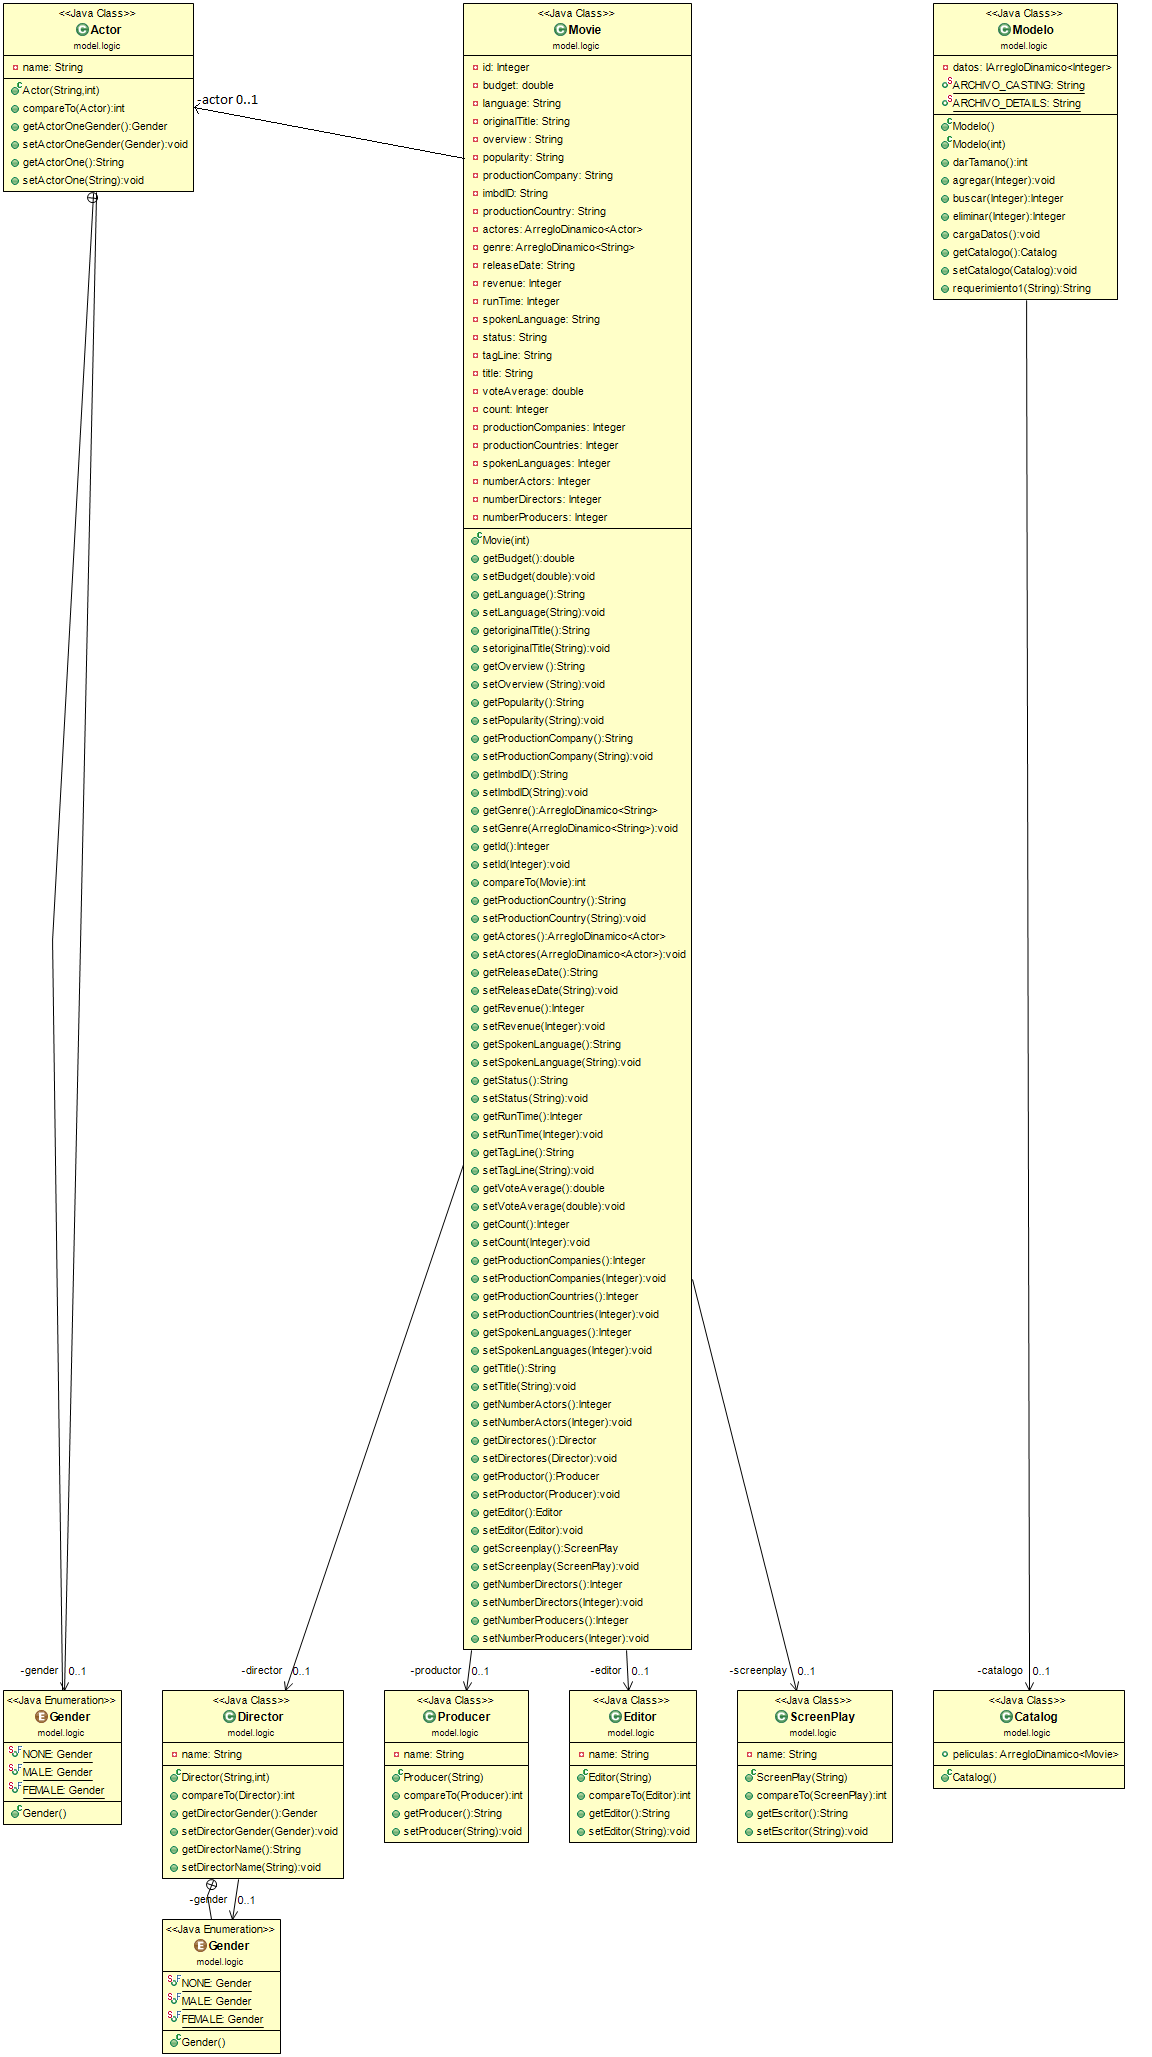 <<Java Class>>
Actor
model.logic
name: String
Actor(String,int)
compareTo(Actor):int
getActorOneGender():Gender
setActorOneGender(Gender):void
getActorOne():String
setActorOne(String):void
-actor 0..1
<<Java Class>>
Movie
model.logic
id: Integer
budget: double
language: String
originalTitle: String
overview: String
popularity: String
productionCompany: String
imbdID: String
productionCountry: String
actores: ArregloDinamico<Actor>
genre: ArregloDinamico<String>
releaseDate: String
revenue: Integer
runTime: Integer
spokenLanguage: String
status: String
tagLine: String
title: String
voteAverage: double
count: Integer
productionCompanies: Integer
productionCountries: Integer
spokenLanguages: Integer
numberActors: Integer
numberDirectors: Integer
numberProducers: Integer
Movie(int)
getBudget():double
setBudget(double):void
getLanguage():String
setLanguage(String):void
getoriginalTitle():String
setoriginalTitle(String):void
getOverview():String
setOverview(String):void
getPopularity():String
setPopularity(String):void
getProductionCompany():String
setProductionCompany(String):void
getImbdID():String
setImbdID(String):void
getGenre():ArregloDinamico<String>
setGenre(ArregloDinamico<String>):void
getId():Integer
setId(Integer):void
compareTo(Movie):int
getProductionCountry():String
setProductionCountry(String):void
getActores():ArregloDinamico<Actor>
setActores(ArregloDinamico<Actor>):void
getReleaseDate():String
setReleaseDate(String):void
getRevenue():Integer
setRevenue(Integer):void
getSpokenLanguage():String
setSpokenLanguage(String):void
getStatus():String
setStatus(String):void
getRunTime():Integer
setRunTime(Integer):void
getTagLine():String
setTagLine(String):void
getVoteAverage():double
setVoteAverage(double):void
getCount():Integer
setCount(Integer):void
getProductionCompanies():Integer
setProductionCompanies(Integer):void
getProductionCountries():Integer
setProductionCountries(Integer):void
getSpokenLanguages():Integer
setSpokenLanguages(Integer):void
getTitle():String
setTitle(String):void
getNumberActors():Integer
setNumberActors(Integer):void
getDirectores():Director
setDirectores(Director):void
getProductor():Producer
setProductor(Producer):void
getEditor():Editor
setEditor(Editor):void
getScreenplay():ScreenPlay
setScreenplay(ScreenPlay):void
getNumberDirectors():Integer
setNumberDirectors(Integer):void
getNumberProducers():Integer
setNumberProducers(Integer):void
<<Java Class>>
Modelo
model.logic
datos: IArregloDinamico<Integer>
ARCHIVO_CASTING: String
ARCHIVO_DETAILS: String
Modelo()
Modelo(int)
darTamano():int
agregar(Integer):void
buscar(Integer):Integer
eliminar(Integer):Integer
cargaDatos():void
getCatalogo():Catalog
setCatalogo(Catalog):void
requerimiento1(String):String
-gender 0..1
<<Java Enumeration>>
Gender
model.logic
NONE: Gender
MALE: Gender
FEMALE: Gender
Gender()
-director 0..1
<<Java Class>>
Director
model.logic
name: String
Director(String,int)
compareTo(Director):int
getDirectorGender():Gender
setDirectorGender(Gender):void
getDirectorName():String
setDirectorName(String):void
-gender 0..1
<<Java Enumeration>>
Gender
model.logic
NONE: Gender
MALE: Gender
FEMALE: Gender
Gender()
-productor 0..1
<<Java Class>>
Producer
model.logic
name: String
Producer(String)
compareTo(Producer):int
getProducer():String
setProducer(String):void
-editor 0..1
<<Java Class>>
Editor
model.logic
name: String
Editor(String)
compareTo(Editor):int
getEditor():String
setEditor(String):void
-screenplay 0..1
<<Java Class>>
ScreenPlay
model.logic
name: String
ScreenPlay(String)
compareTo(ScreenPlay):int
getEscritor():String
setEscritor(String):void
-catalogo 0..1
<<Java Class>>
Catalog
model.logic
peliculas: ArregloDinamico<Movie>
Catalog()